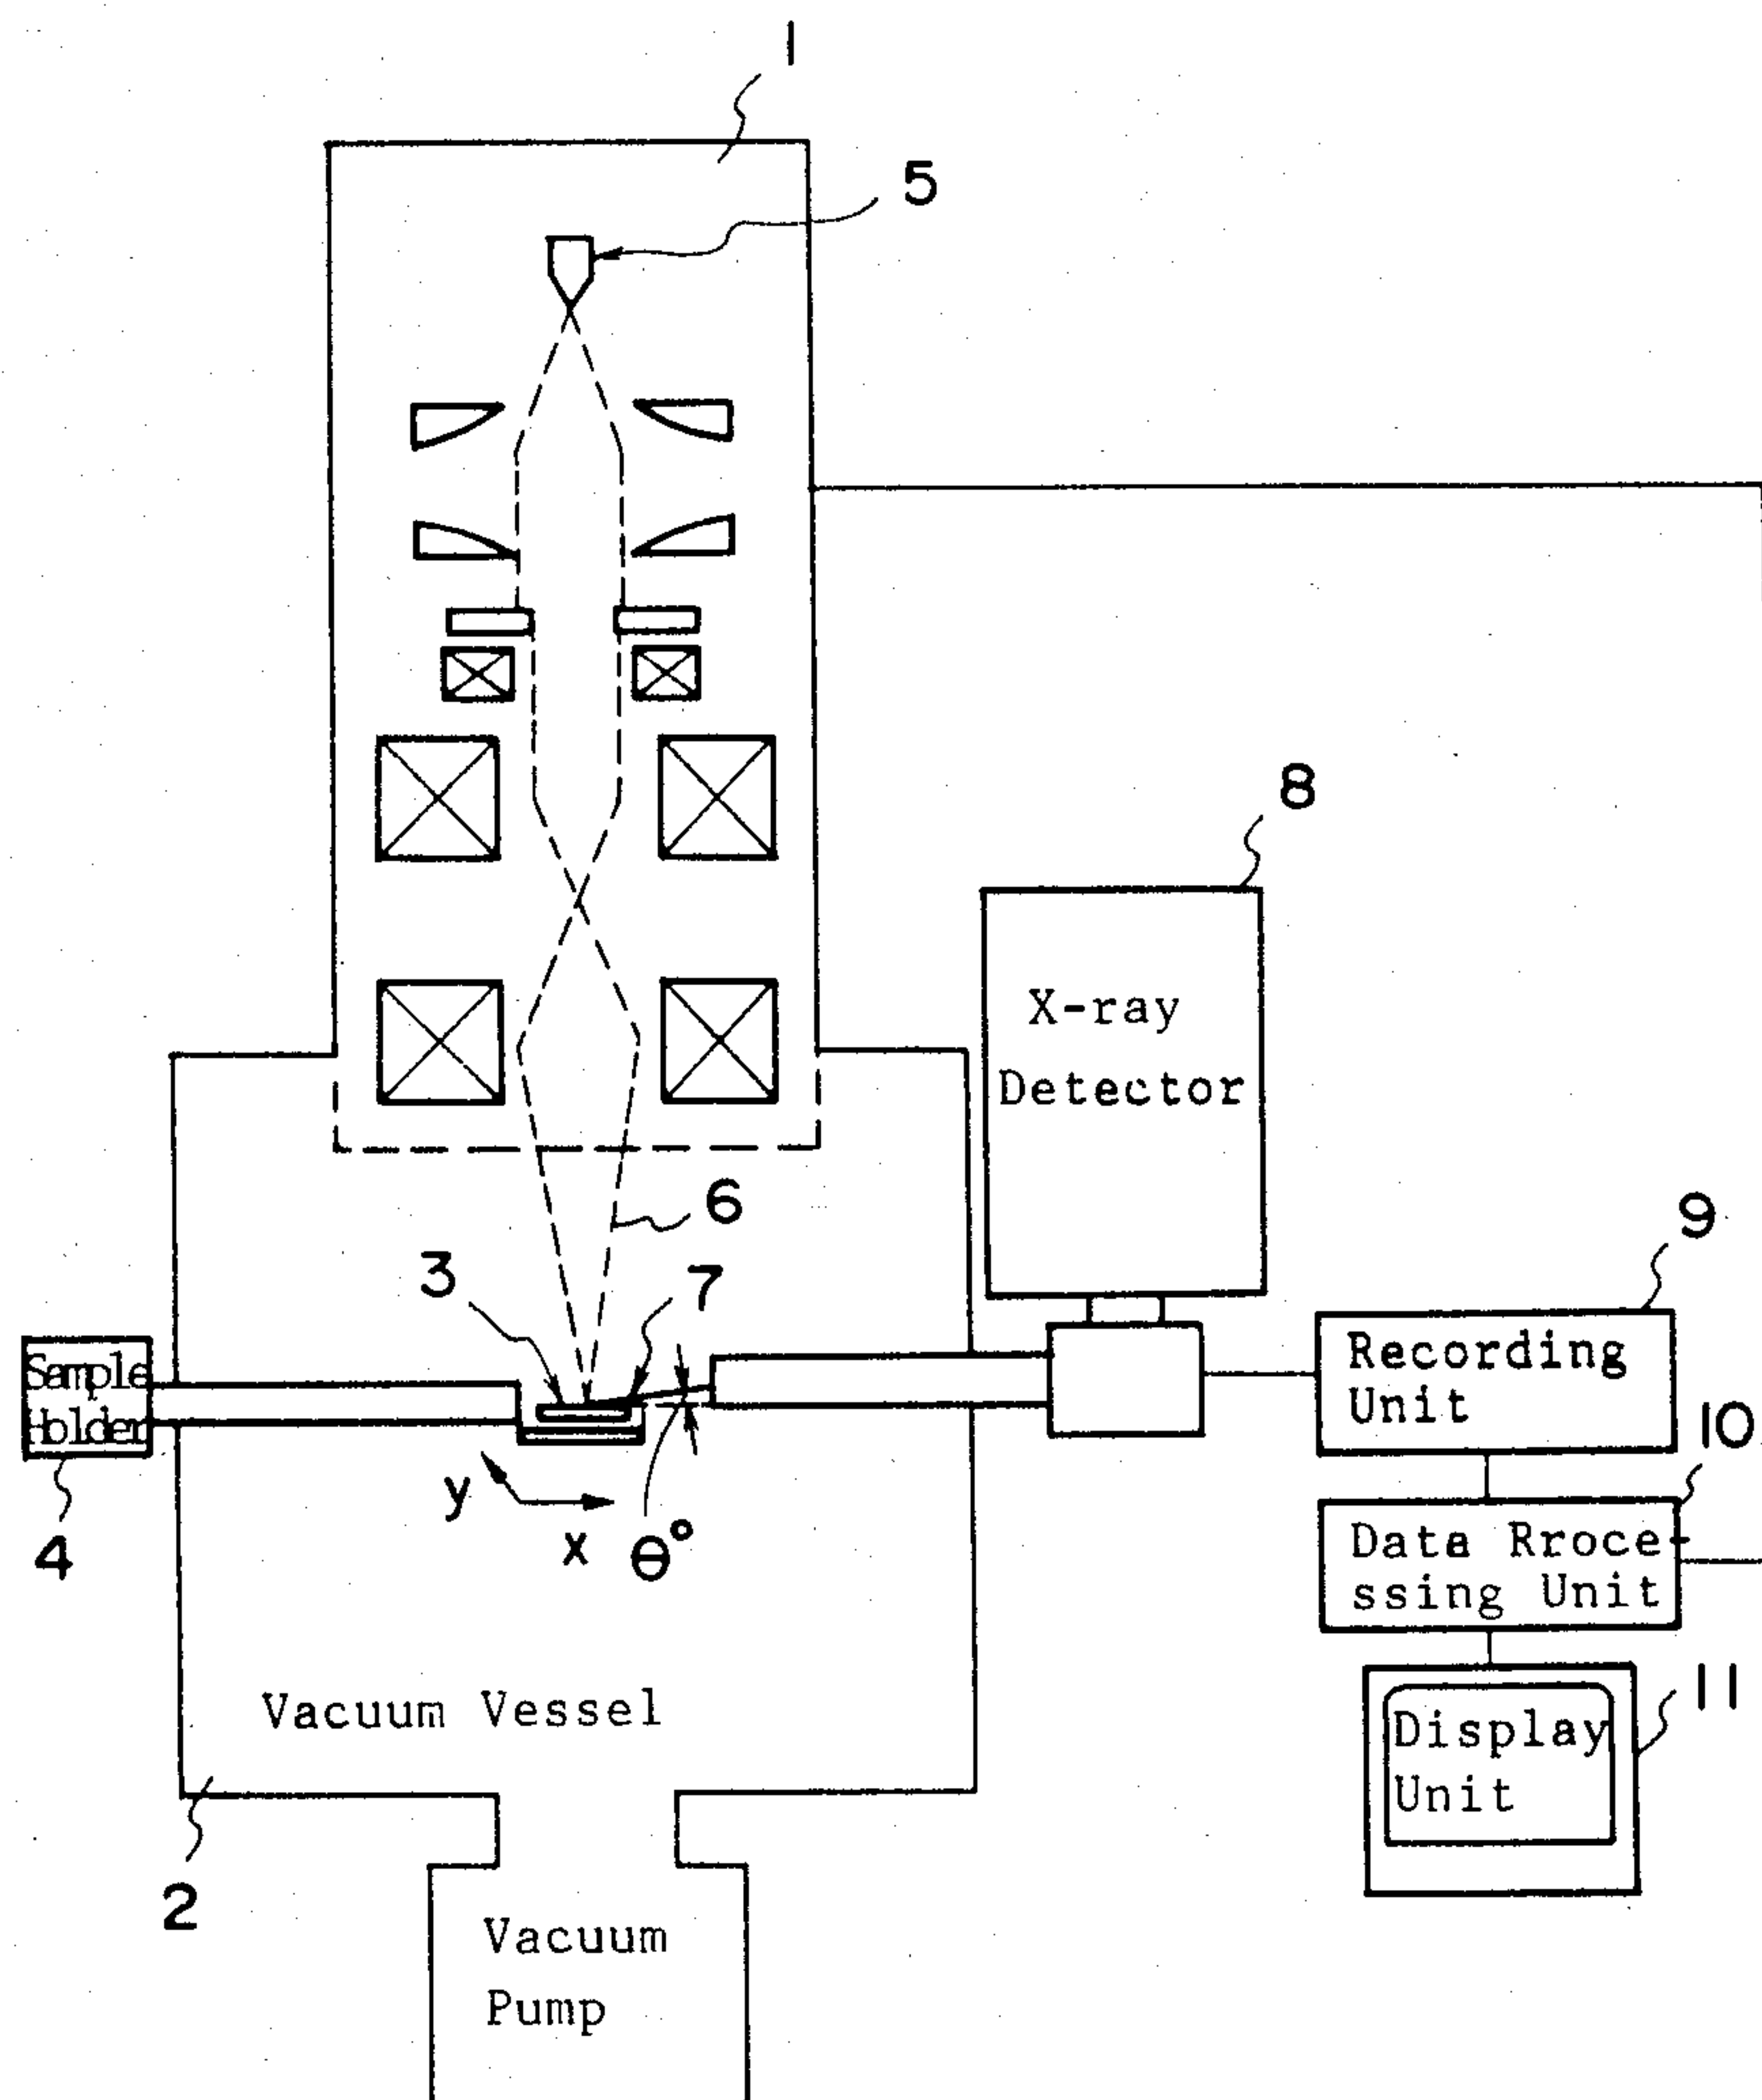 1
5
8
X-ray
Detector
6
9
3
7
Sample
Holder
Recording
Unit
10
y
x
θ°
4
Data Rroce-
ssing Unit
11
Vacuum Vessel
Display
Unit
2
Vacuum
Pump